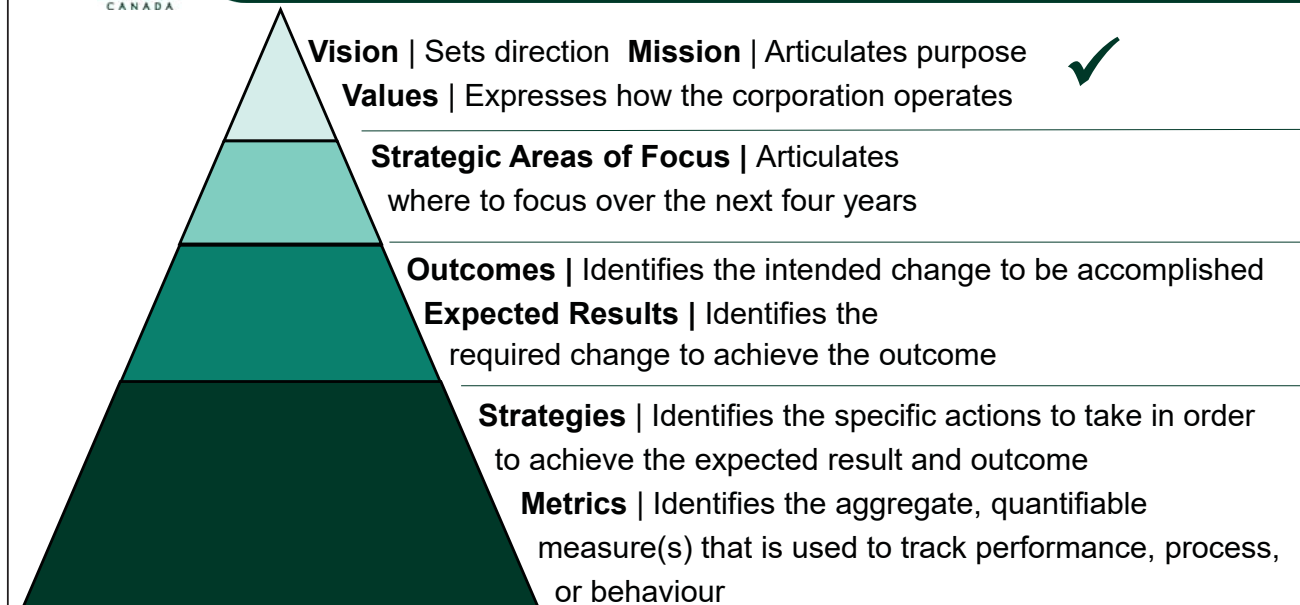 CANADA
Vision | Sets direction Mission | Articulates purpose
Values | Expresses how the corporation operates
Strategic Areas of Focus | Articulates
where to focus over the next four years
Outcomes | Identifies the intended change to be accomplished
Expected Results | Identifies the
required change to achieve the outcome
Strategies | Identifies the specific actions to take in order
to achieve the expected result and outcome
Metrics | Identifies the aggregate, quantifiable
measure(s) that is used to track performance, process,
or behaviour